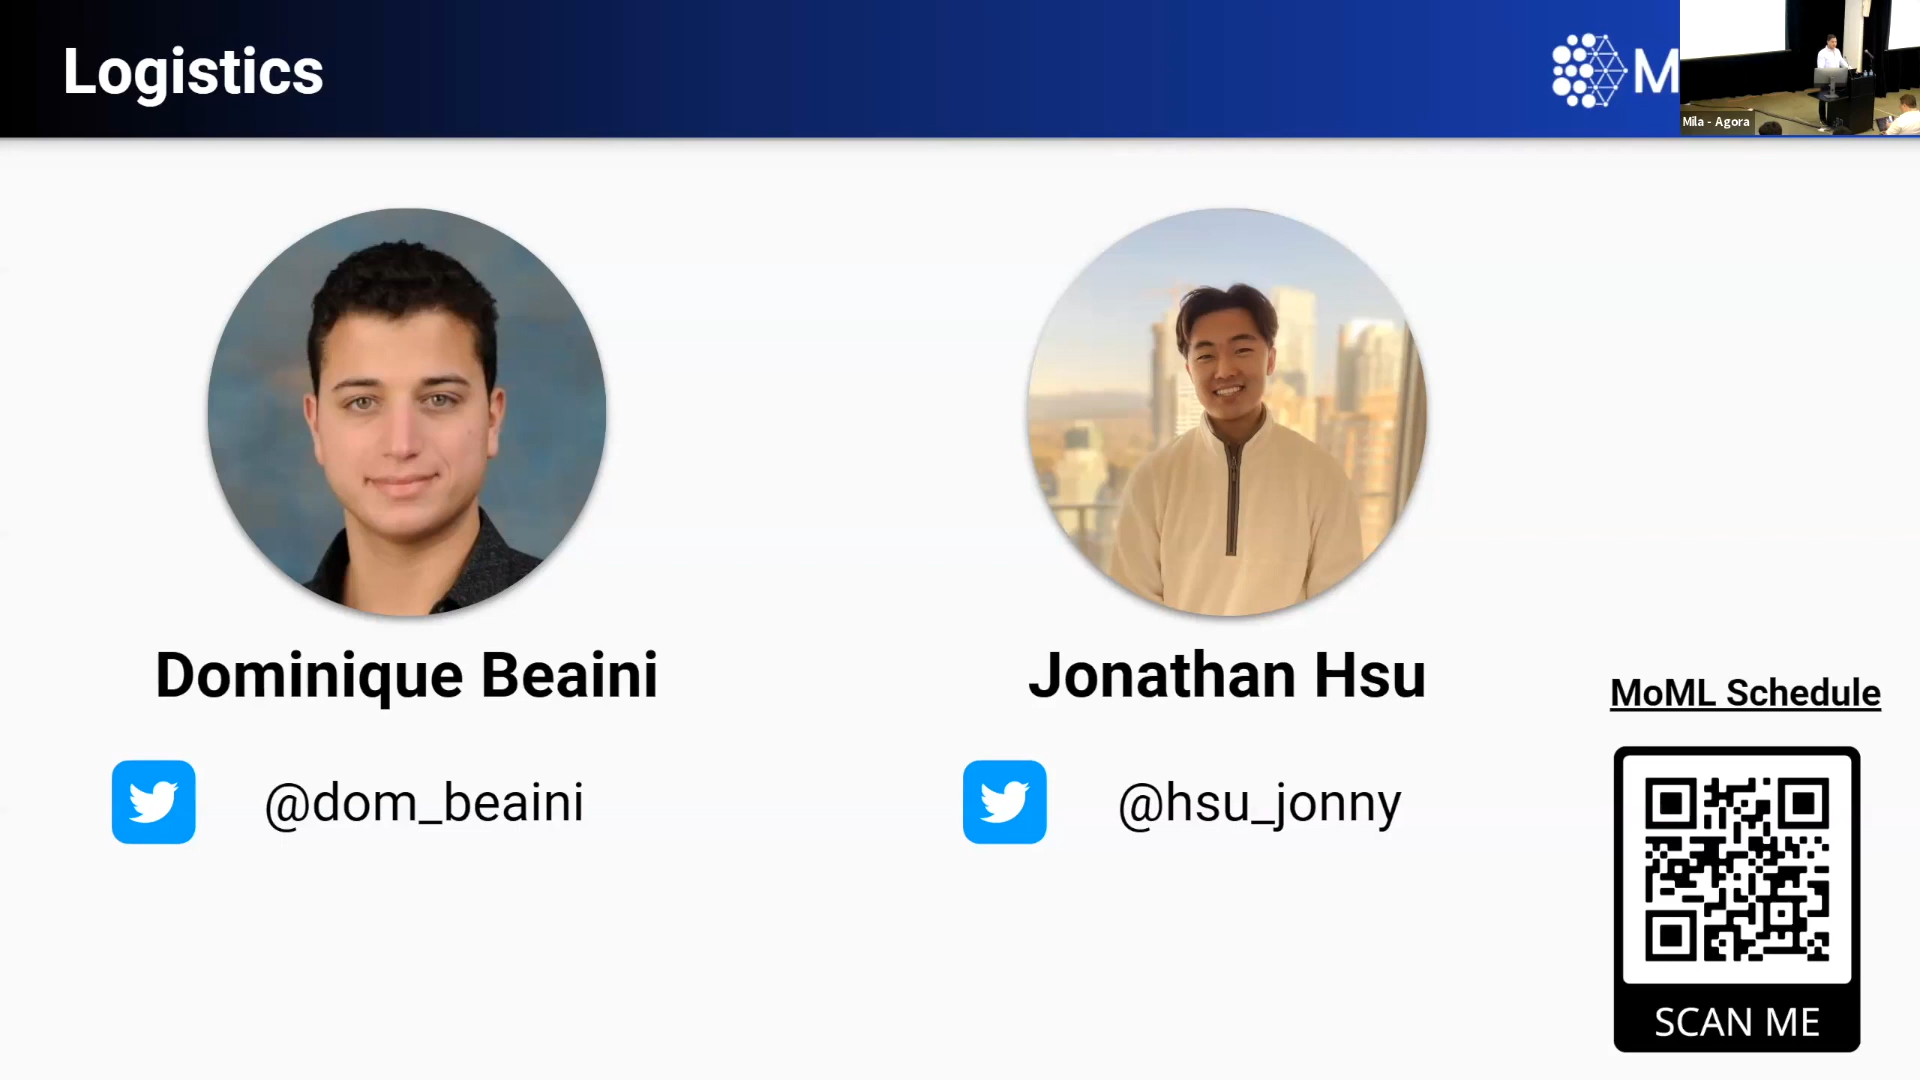 Logistics
M
Mila - Agora
Dominique Beaini
Jonathan Hsu
@dom_beaini
@hsu_jonny
MoML Schedule
SCAN ME